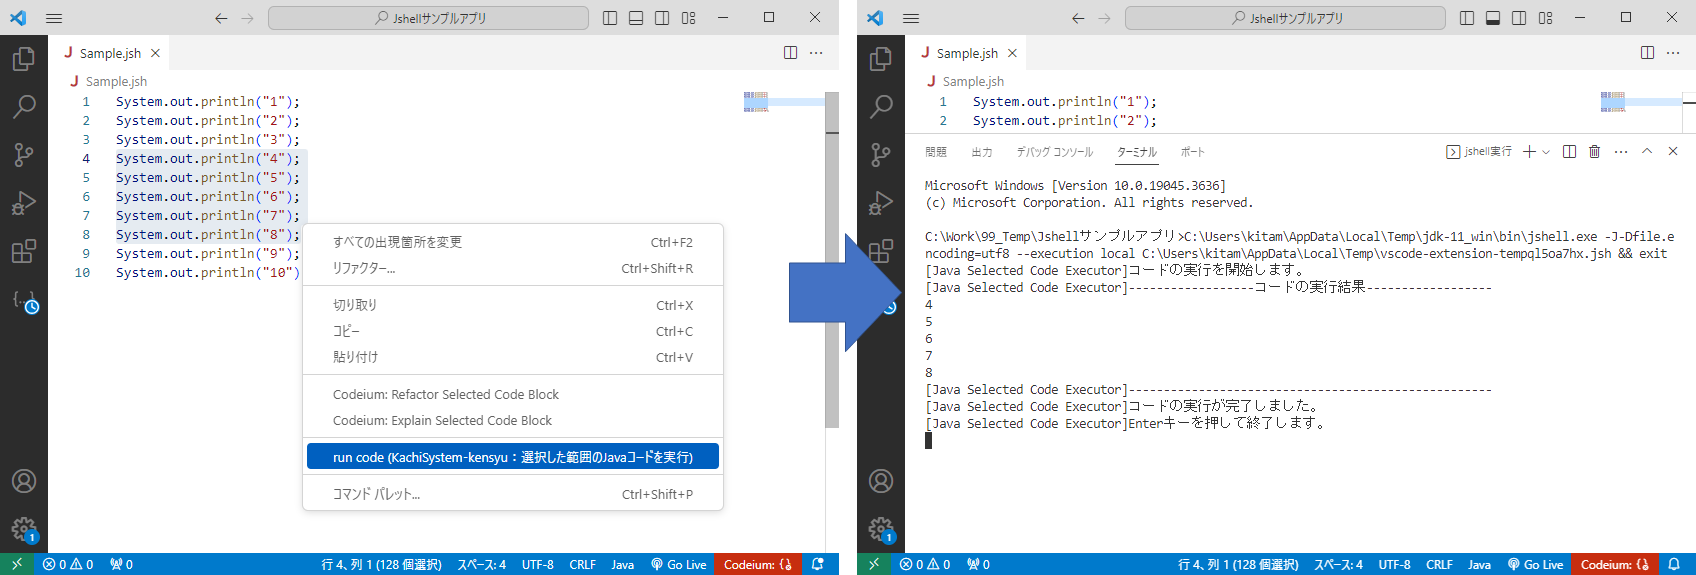 Jshellサンプルアプリ
Sample.jsh
Sample.jsh
1 System.out.println("1");
2 System.out.println("2");
3 System.out.println("3");
4 System.out.println("4");
5 System.out.println("5");
6 System.out.println("6");
7 System.out.println("7");
8 System.out.println("8");
9 System.out.println("9");
10 System.out.println("10")
すべての出現箇所を変更 Ctrl+F2
リファクター... Ctrl+Shift+R
切り取り Ctrl+X
コピー Ctrl+C
貼り付け Ctrl+V
Codeium: Refactor Selected Code Block
Codeium: Explain Selected Code Block
run code (KachiSystem-kensyu：選択した範囲のJavaコードを実行)
コマンド パレット... Ctrl+Shift+P
1
0 0 0 行 4、列 1 (128 個選択) スペース: 4 UTF-8 CRLF Java Go Live Codeium: {..}
Jshellサンプルアプリ
Sample.jsh
Sample.jsh
1 System.out.println("1");
2 System.out.println("2");
問題 出力 デバッグ コンソール ターミナル ポート jshell実行
Microsoft Windows [Version 10.0.19045.3636]
(c) Microsoft Corporation. All rights reserved.
C:\Work\99_Temp\Jshellサンプルアプリ>C:\Users\kitam\AppData\Local\Temp\jdk-11_win\bin\jshell.exe -J-Dfile.e
ncoding=utf8 --execution local C:\Users\kitam\AppData\Local\Temp\vscode-extension-tempql5oa7hx.jsh && exit
[Java Selected Code Executor]コードの実行を開始します。
[Java Selected Code Executor]------------------コードの実行結果------------------
4
5
6
7
8
[Java Selected Code Executor]----------------------------------------------------
[Java Selected Code Executor]コードの実行が完了しました。
[Java Selected Code Executor]Enterキーを押して終了します。
1
0 0 0 行 4、列 1 (128 個選択) スペース: 4 UTF-8 CRLF Java Go Live Codeium: {..}